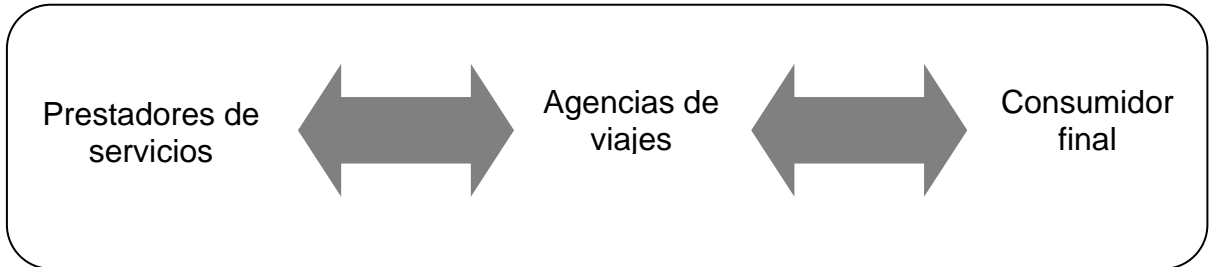 Prestadores de
servicios
Agencias de
viajes
Consumidor
final